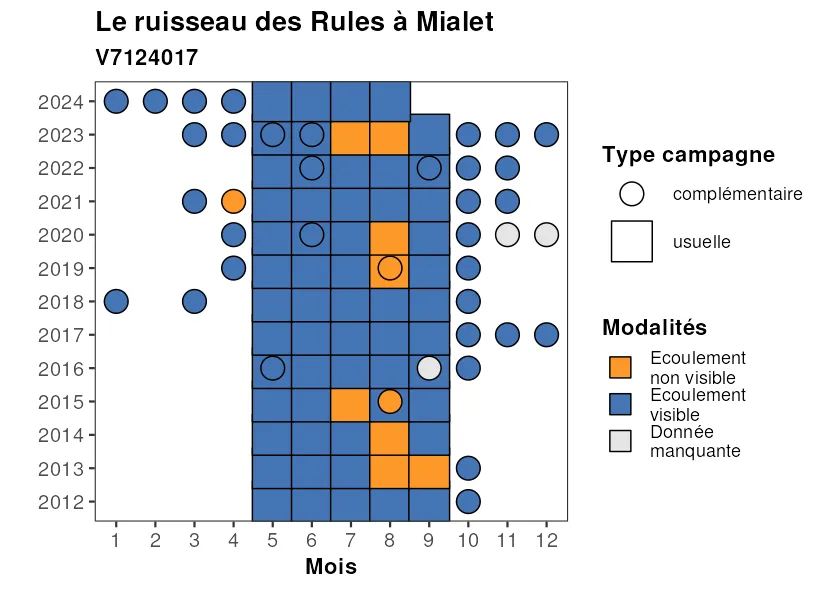 Le ruisseau des Rules à Mialet
V7124017
2024
2023
2022
2021
2020
2019
2018
2017
2016
2015
2014
2013
2012
1 2 3 4 5 6 7 8 9 10 11 12
Mois
Type campagne
complémentaire
usuelle
Modalités
Ecoulement
non visible
Ecoulement
visible
Donnée
manquante